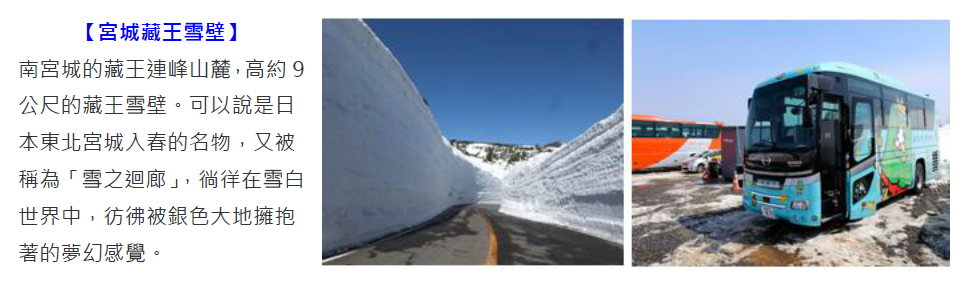 【宮城藏王雪壁】
南宮城的藏王連峰山麓，高約 9
公尺的藏王雪壁。可以說是日
本東北宮城入春的名物，又被
稱為「雪之迴廊」，徜徉在雪白
世界中，彷彿被銀色大地擁抱
著的夢幻感覺。